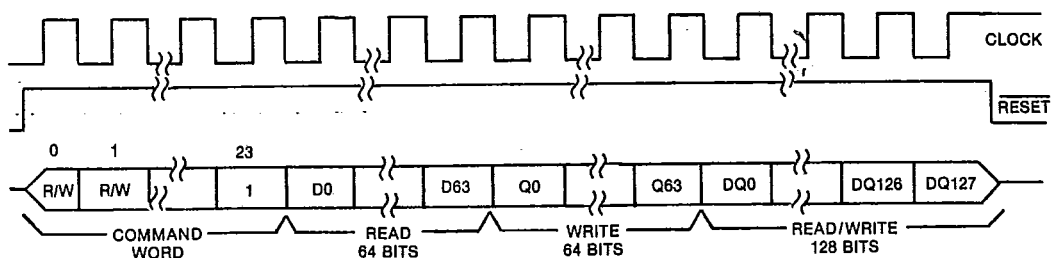 CLOCK
RESET
0 1 23
R/W R/W 1 D0 D63 Q0 Q63 DQ0 DQ126 DQ127
COMMAND WORD
READ 64 BITS
WRITE 64 BITS
READ/WRITE 128 BITS